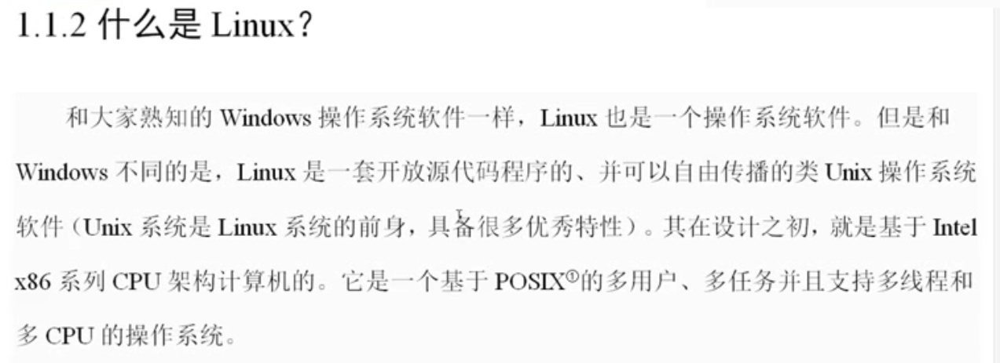 1.1.2 什么是 Linux？
和大家熟知的 Windows 操作系统软件一样，Linux 也是一个操作系统软件。但是和
Windows 不同的是，Linux 是一套开放源代码程序的、并可以自由传播的类 Unix 操作系统
软件（Unix 系统是 Linux 系统的前身，具备很多优秀特性）。其在设计之初，就是基于 Intel
x86 系列 CPU 架构计算机的。它是一个基于 POSIX①的多用户、多任务并且支持多线程和
多 CPU 的操作系统。